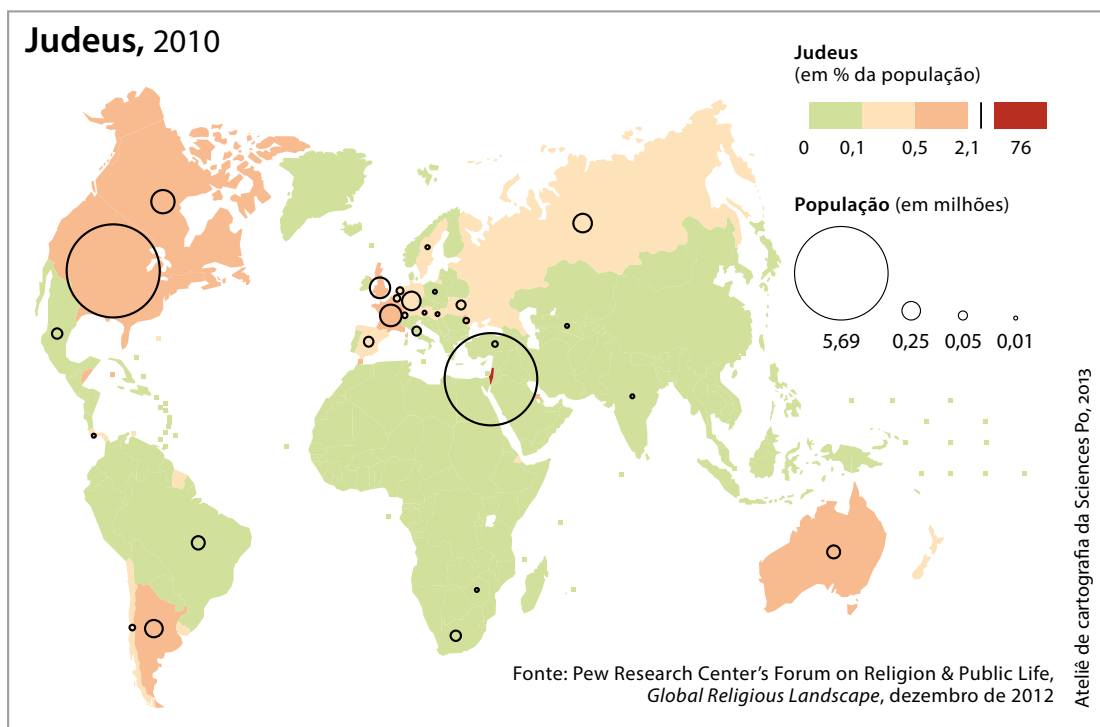 Judeus, 2010
Judeus
(em % da população)
0 0,1 0,5 2,1 76
População (em milhões)
5,69 0,25 0,05 0,01
Fonte: Pew Research Center’s Forum on Religion & Public Life,
Global Religious Landscape, dezembro de 2012
Ateliê de cartografia da Sciences Po, 2013